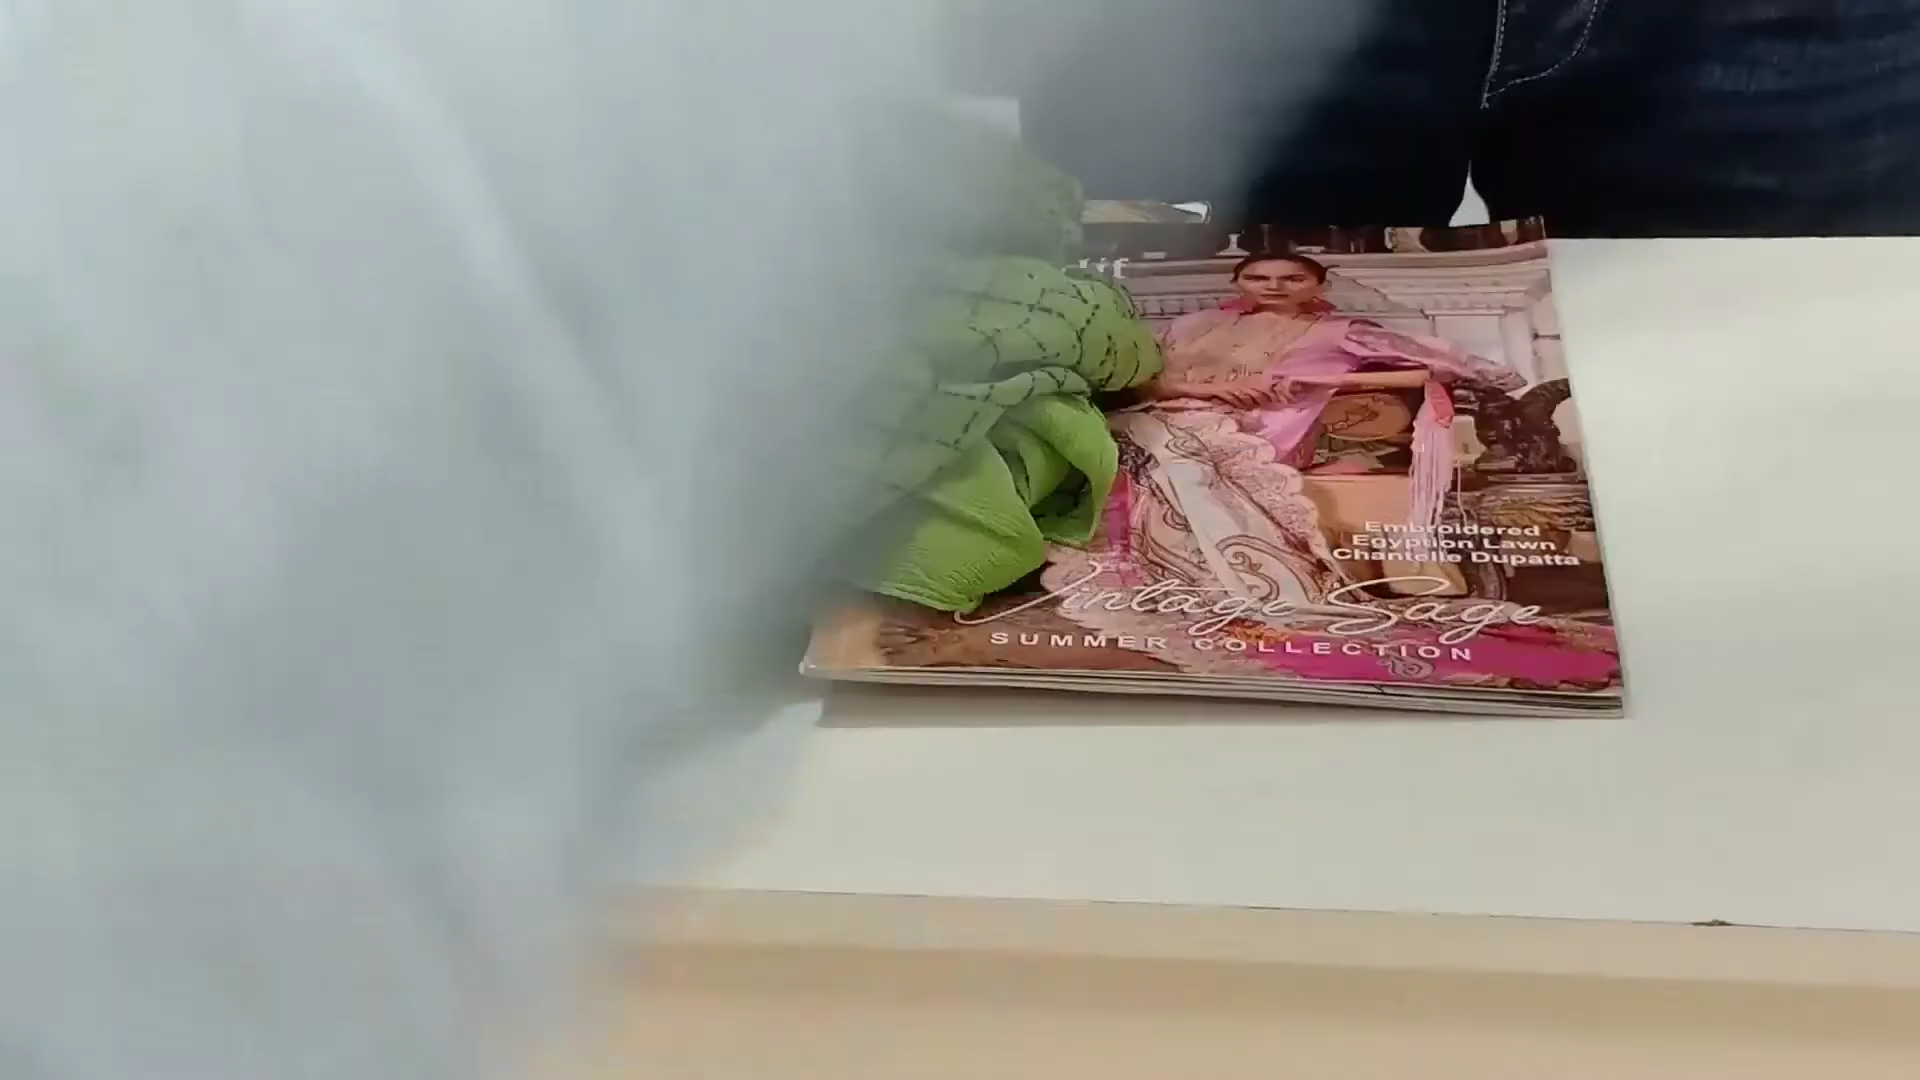 Embroidered
Egyption Lawn
Chantelle Dupatta
Vintage Sage
SUMMER COLLECTION